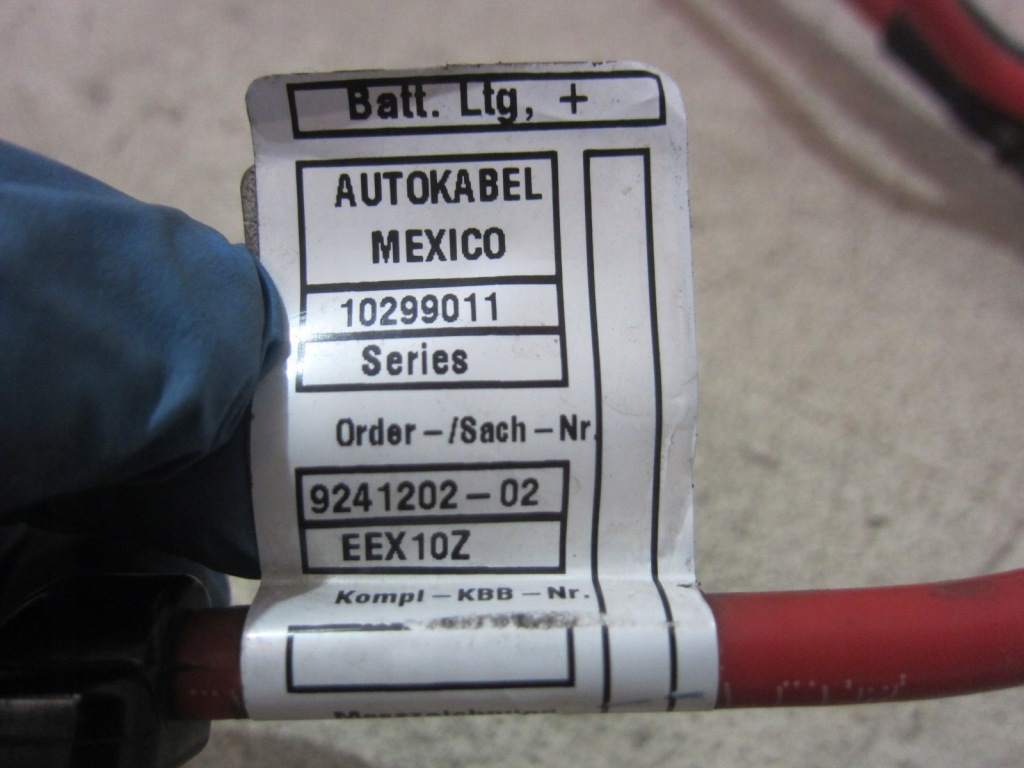 Batt. Ltg, +
AUTOKABEL
MEXICO
10299011
Series
Order-/Sach-Nr.
9241202-02
EEX10Z
Kompl-KBB-Nr.